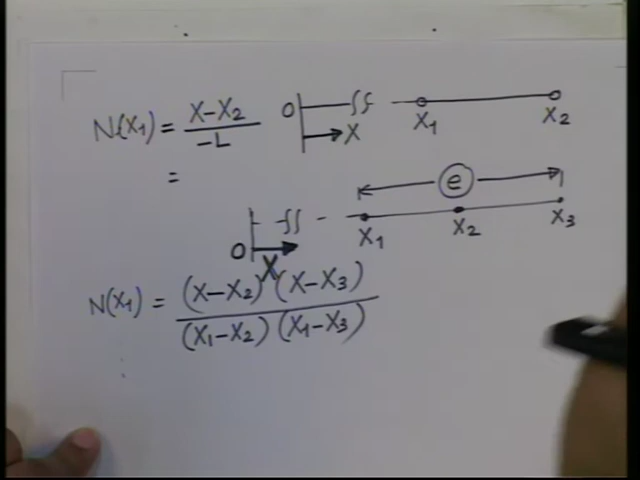 N(X₁) = (X-X₂)/(-L) 0 X X₁ X₂
=
e
0 X X₁ X₂ X₃
N(X₁) = (X-X₂) (X-X₃)/(X₁-X₂) (X₁-X₃)